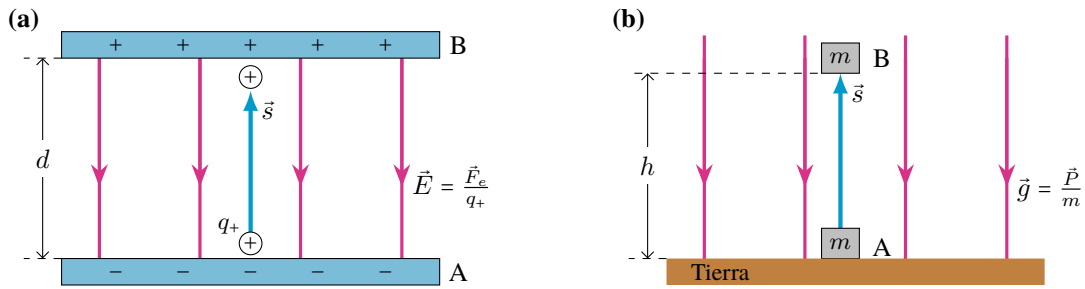 (a)
+ + + + +
B
+
s⃗
d
E⃗ = F⃗ₑ/q₊
q₊
+
− − − − −
A
(b)
m
B
s⃗
h
g⃗ = P⃗/m
m
A
Tierra